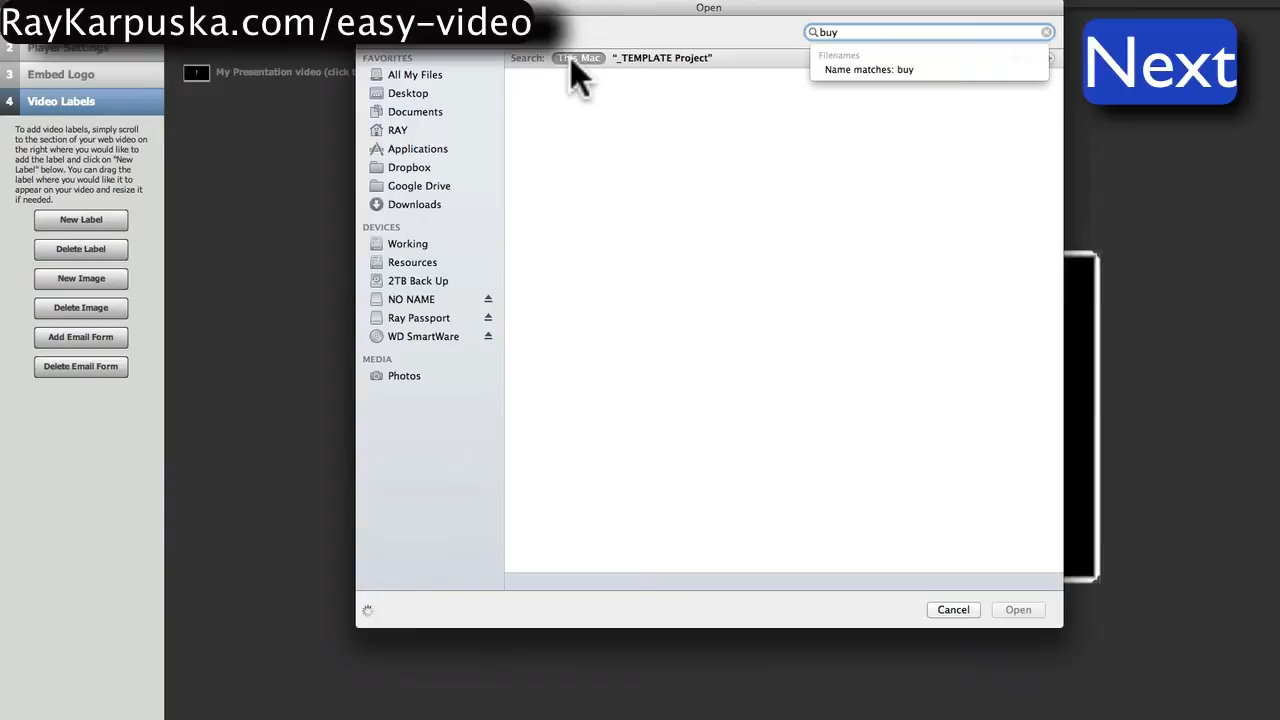 RayKarpuska.com/easy-video
Next
2 Player Settings
3 Embed Logo
4 Video Labels
To add video labels, simply scroll
to the section of your web video on
the right where you would like to
add the label and click on "New
Label" below. You can drag the
label where you would like it to
appear on your video and resize it
if needed.
New Label
Delete Label
New Image
Delete Image
Add Email Form
Delete Email Form
My Presentation video (click t
Open
buy
Filenames
Name matches: buy
Search: This Mac "_TEMPLATE Project"
FAVORITES
All My Files
Desktop
Documents
RAY
Applications
Dropbox
Google Drive
Downloads
DEVICES
Working
Resources
2TB Back Up
NO NAME
Ray Passport
WD SmartWare
MEDIA
Photos
Cancel
Open